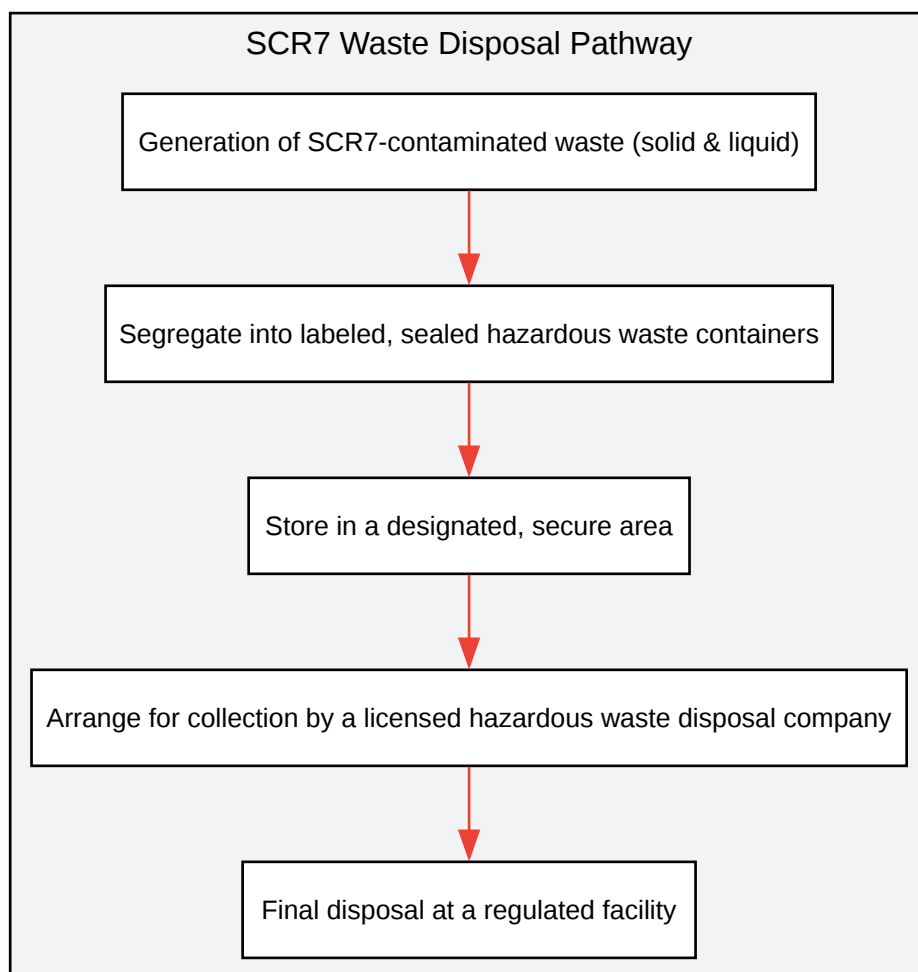 SCR7 Waste Disposal Pathway
Generation of SCR7-contaminated waste (solid & liquid)
Segregate into labeled, sealed hazardous waste containers
Store in a designated, secure area
Arrange for collection by a licensed hazardous waste disposal company
Final disposal at a regulated facility